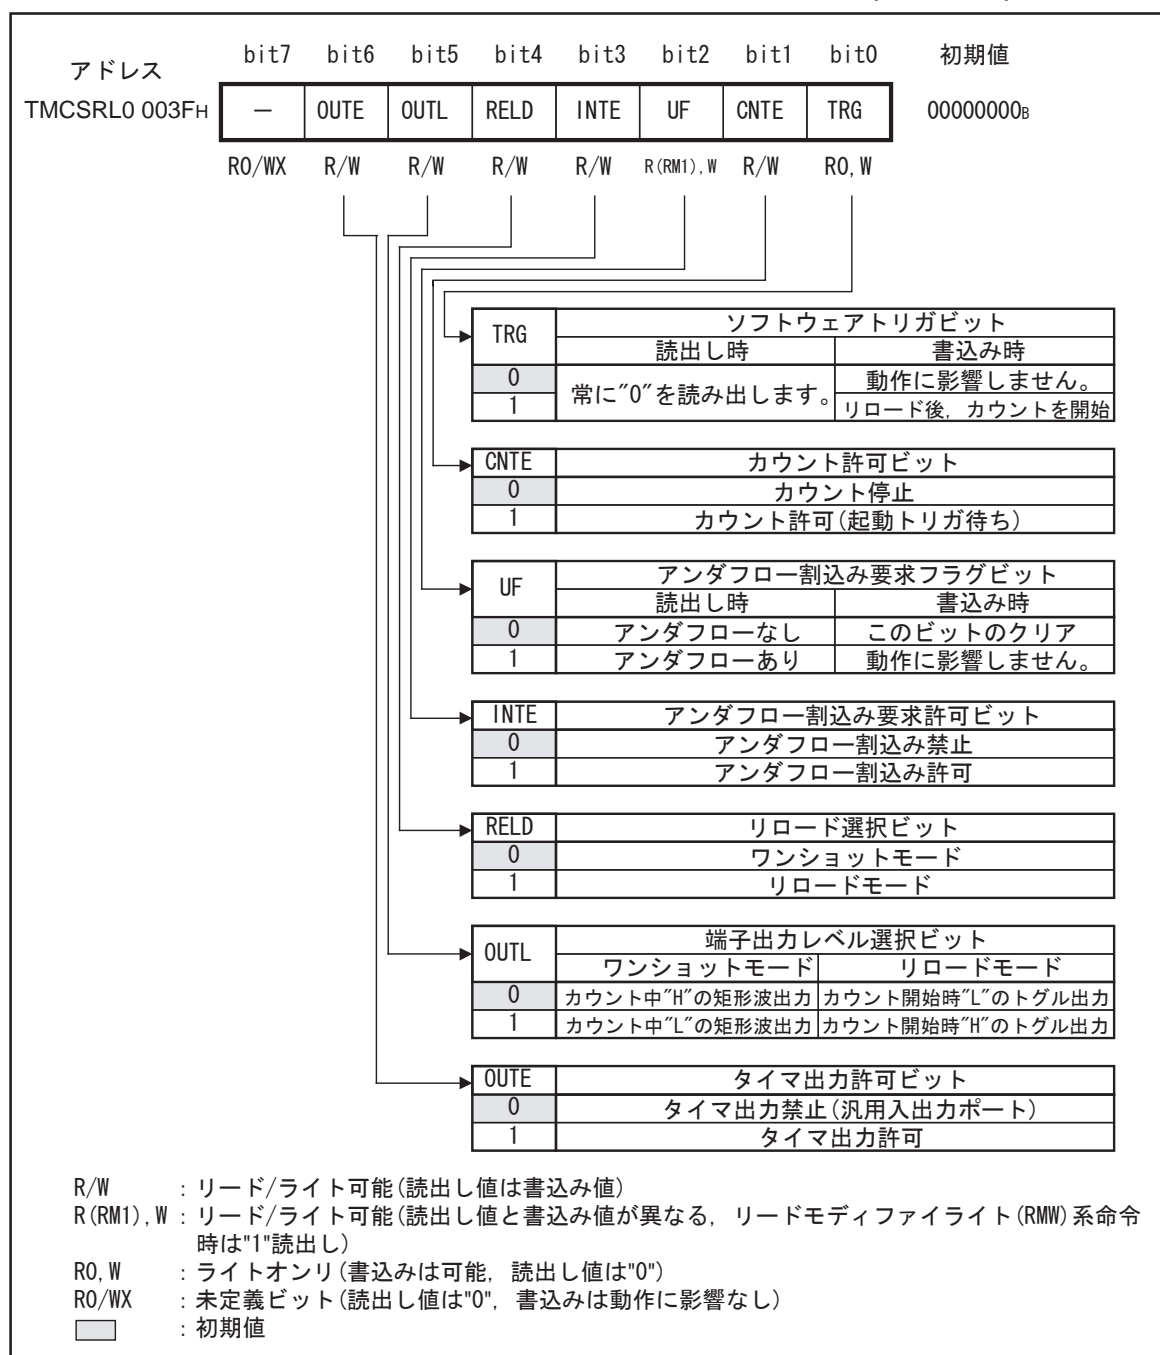 bit7 bit6 bit5 bit4 bit3 bit2 bit1 bit0 初期値
アドレス
TMCSRL0 003FH － OUTE OUTL RELD INTE UF CNTE TRG 00000000B
R0/WX R/W R/W R/W R/W R(RM1),W R/W R0,W
TRG ソフトウェアトリガビット
読出し時 書込み時
0 常に"0"を読み出します。 動作に影響しません。
1 リロード後, カウントを開始
CNTE カウント許可ビット
0 カウント停止
1 カウント許可(起動トリガ待ち)
UF アンダフロー割込み要求フラグビット
読出し時 書込み時
0 アンダフローなし このビットのクリア
1 アンダフローあり 動作に影響しません。
INTE アンダフロー割込み要求許可ビット
0 アンダフロー割込み禁止
1 アンダフロー割込み許可
RELD リロード選択ビット
0 ワンショットモード
1 リロードモード
OUTL 端子出力レベル選択ビット
ワンショットモード リロードモード
0 カウント中"H"の矩形波出力 カウント開始時"L"のトグル出力
1 カウント中"L"の矩形波出力 カウント開始時"H"のトグル出力
OUTE タイマ出力許可ビット
0 タイマ出力禁止(汎用入出力ポート)
1 タイマ出力許可
R/W : リード/ライト可能(読出し値は書込み値)
R(RM1),W : リード/ライト可能(読出し値と書込み値が異なる, リードモディファイライト(RMW)系命令
時は"1"読出し)
R0,W : ライトオンリ(書込みは可能, 読出し値は"0")
R0/WX : 未定義ビット(読出し値は"0", 書込みは動作に影響なし)
: 初期値